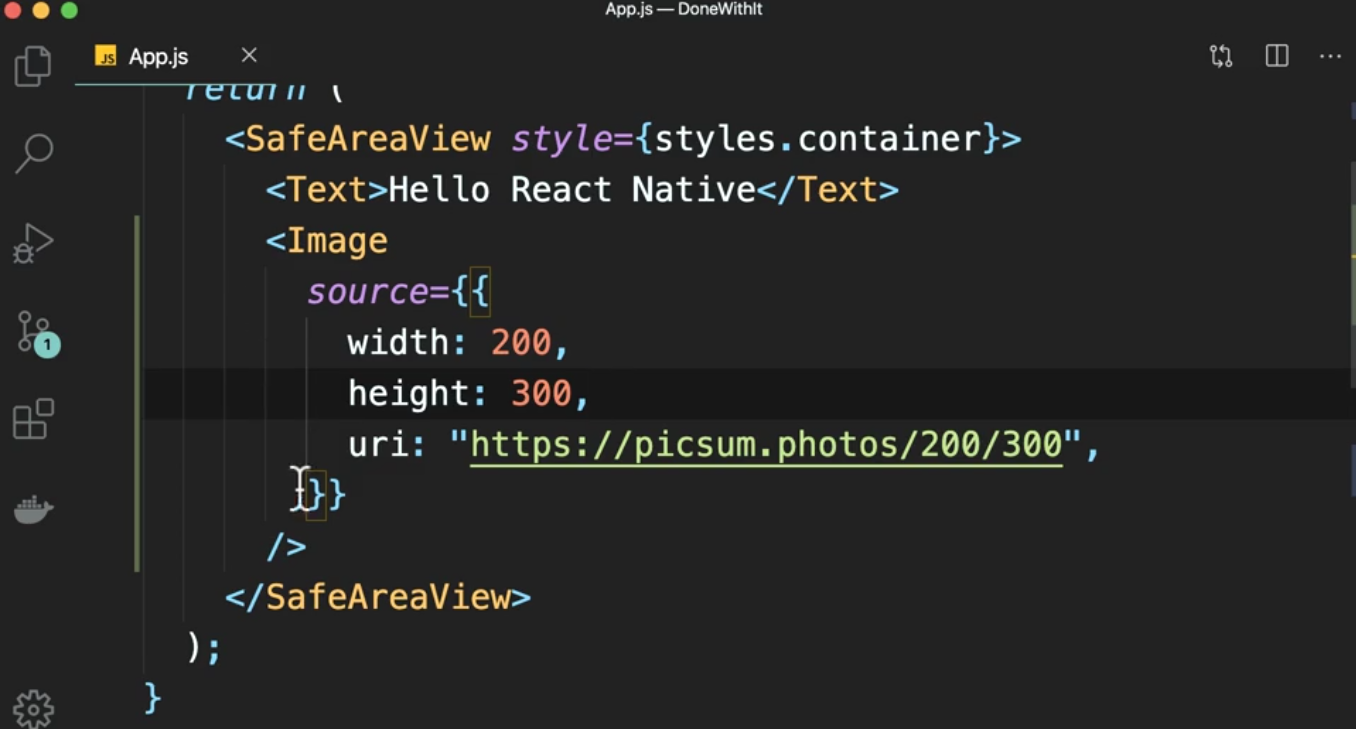 App.js — DoneWithIt
JS App.js
return (
<SafeAreaView style={styles.container}>
<Text>Hello React Native</Text>
<Image
source={{
width: 200,
height: 300,
uri: "https://picsum.photos/200/300",
}}
/>
</SafeAreaView>
);
}
1